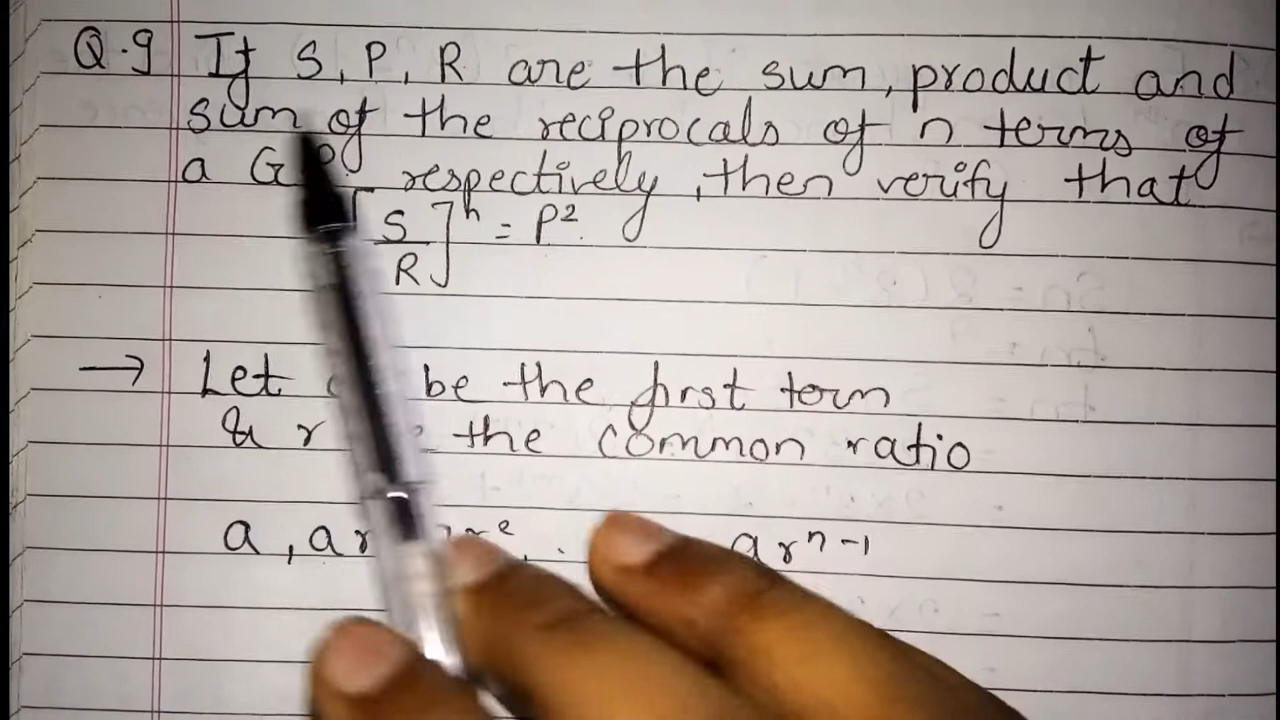 Q.9 If S, P, R are the sum, product and
sum of the reciprocals of n terms of
a G.P. respectively, then verify that
[S/R]^n = P²
→ Let be the first term
& r the common ratio
a, ar , ar^n-1